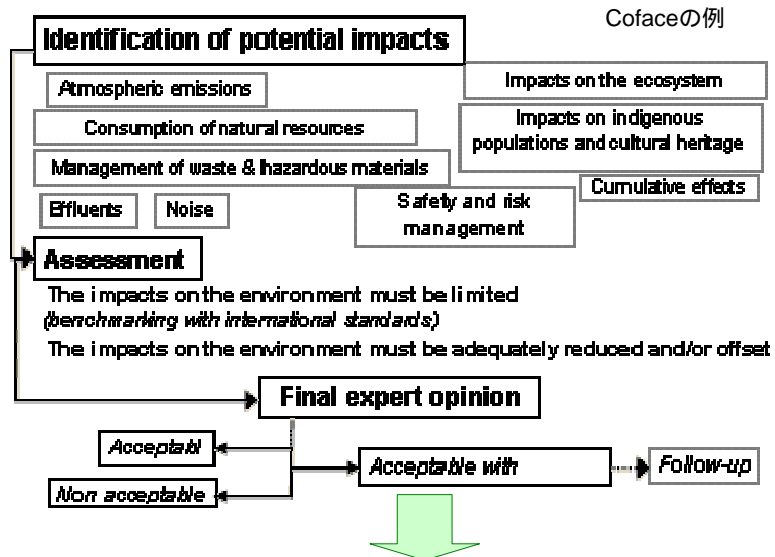 Cofaceの例
Identification of potential impacts
Atmospheric emissions
Impacts on the ecosystem
Consumption of natural resources
Impacts on indigenous
populations and cultural heritage
Management of waste & hazardous materials
Cumulative effects
Effluents
Noise
Safety and risk
management
Assessment
The impacts on the environment must be limited
(benchmarking with international standards)
The impacts on the environment must be adequately reduced and/or offset
Final expert opinion
Acceptabl
Acceptable with
Follow-up
Non acceptable